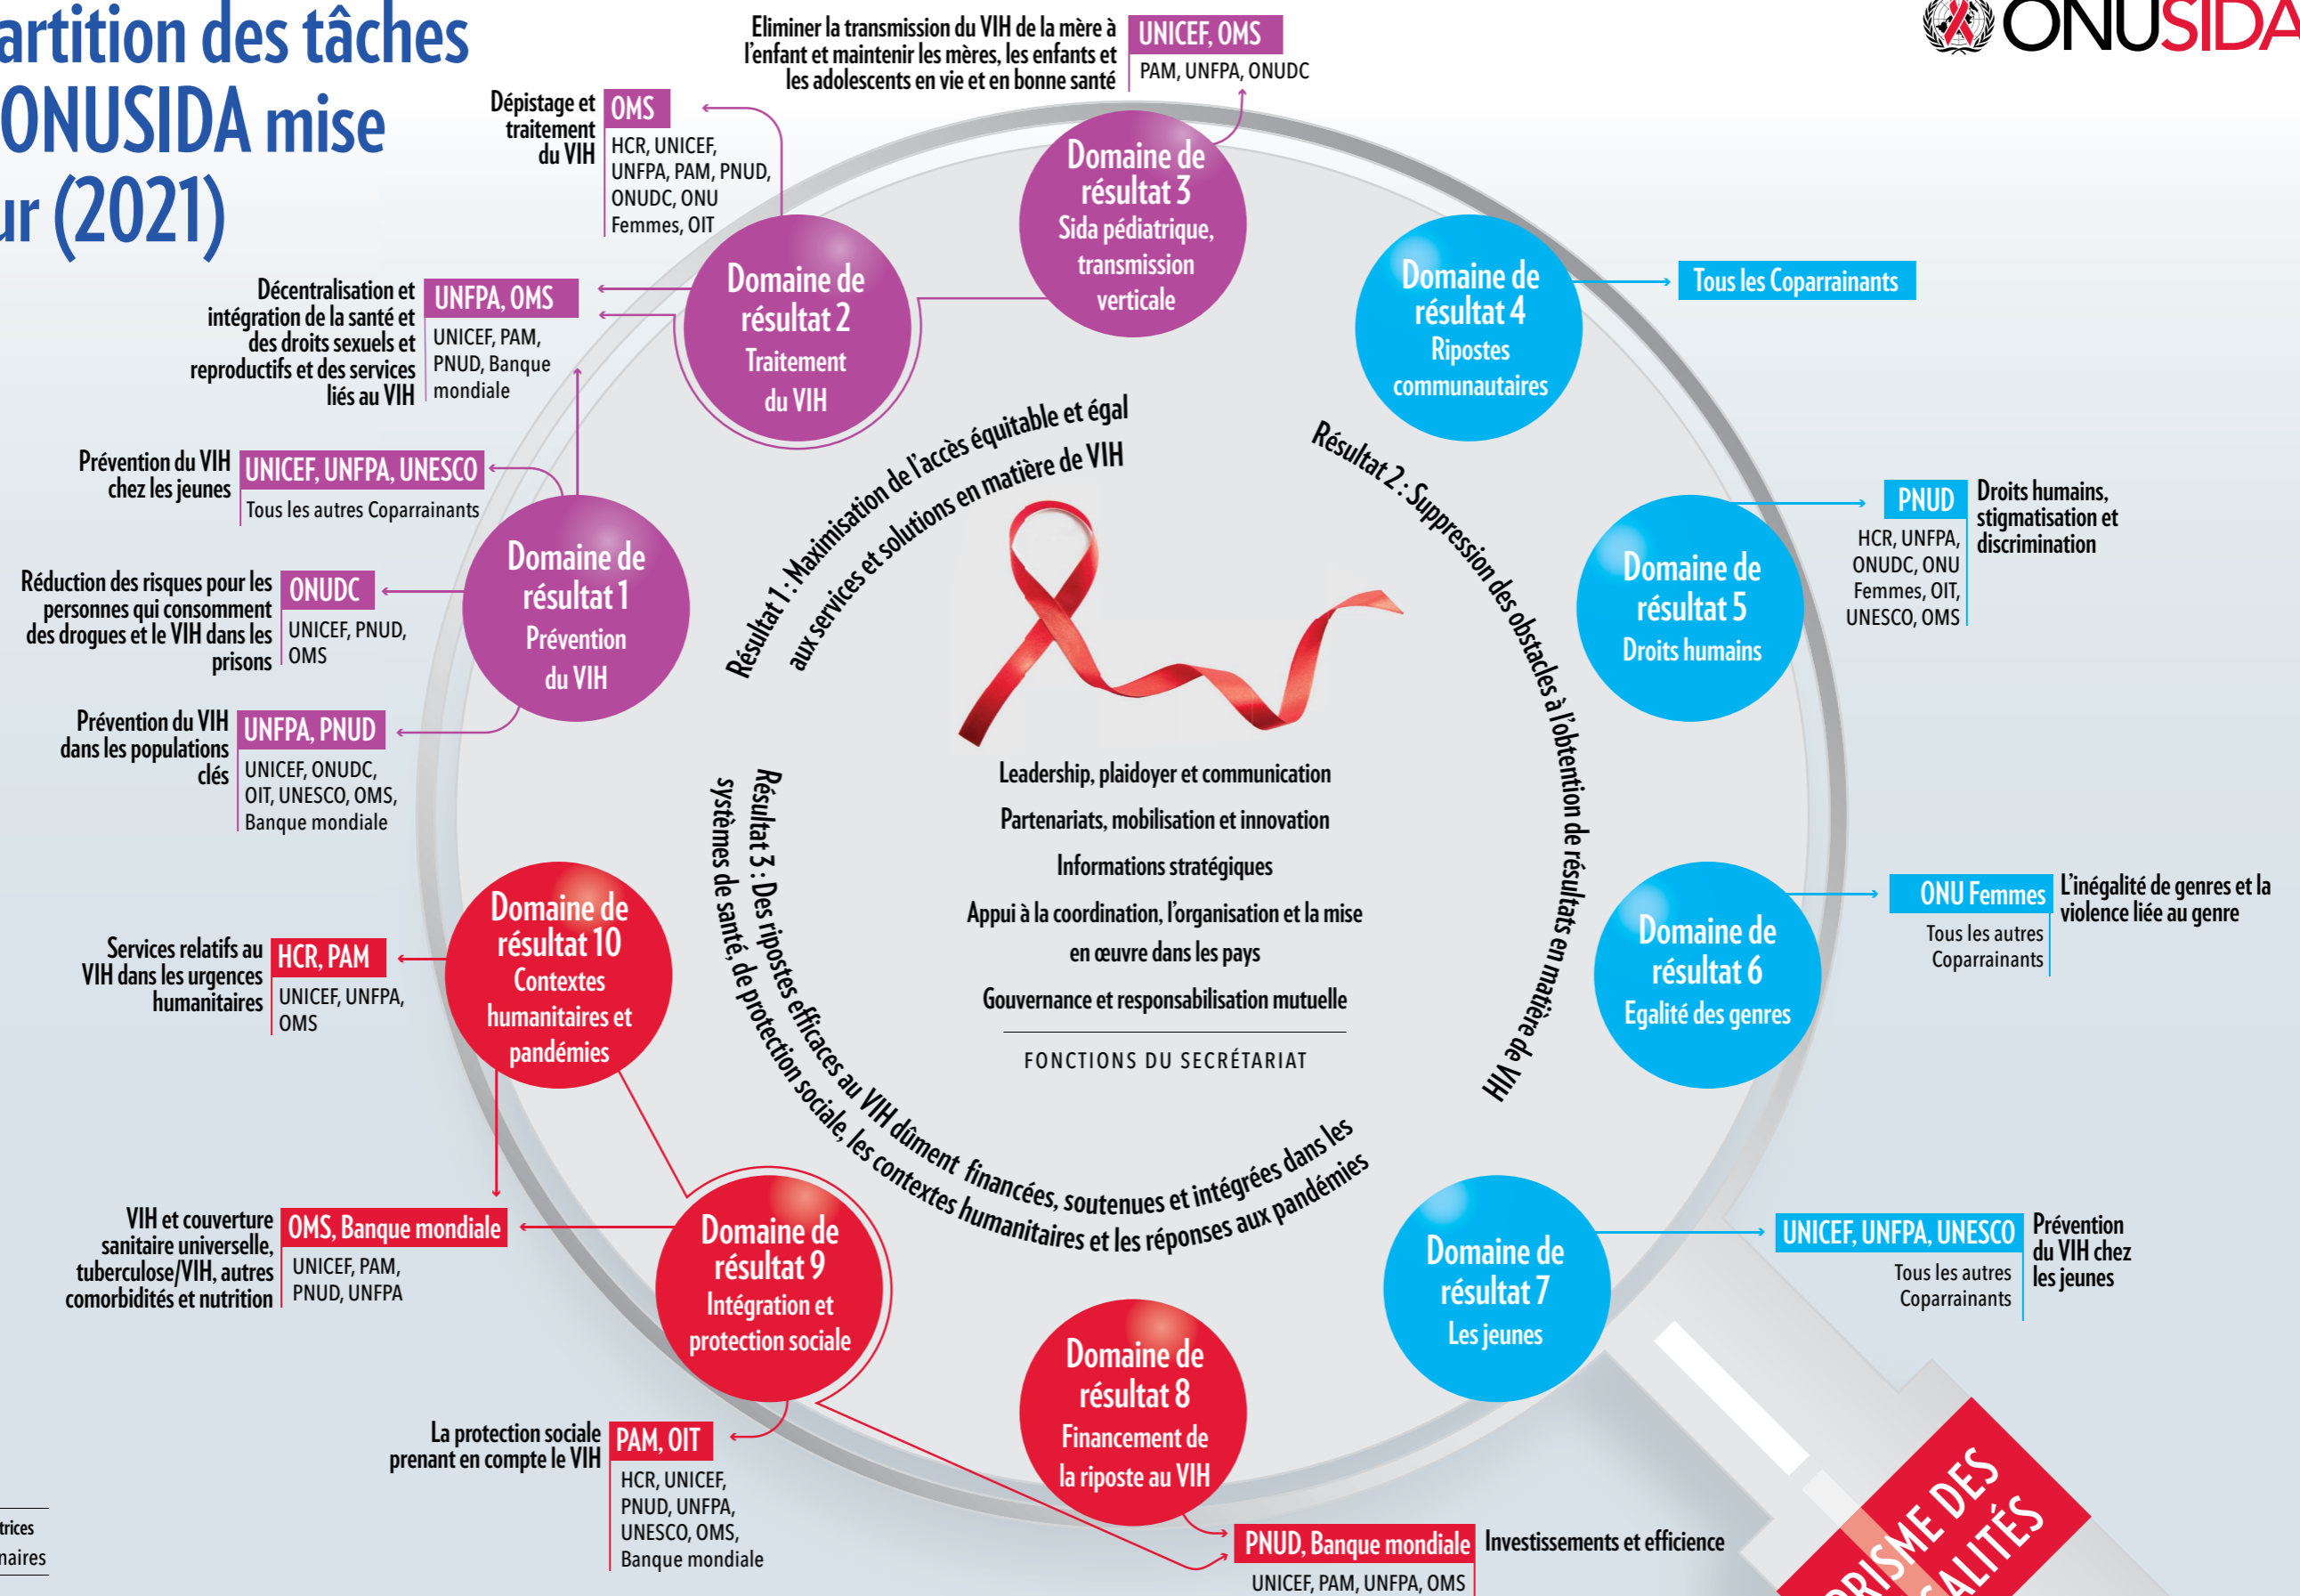 artition des tâches
ONUSIDA mise
ur (2021)
ONUSIDA
Eliminer la transmission du VIH de la mère à
l'enfant et maintenir les mères, les enfants et
les adolescents en vie et en bonne santé
UNICEF, OMS
PAM, UNFPA, ONUDC
Dépistage et
traitement
du VIH
OMS
HCR, UNICEF,
UNFPA, PAM, PNUD,
ONUDC, ONU
Femmes, OIT
Décentralisation et
intégration de la santé et
des droits sexuels et
reproductifs et des services
liés au VIH
UNFPA, OMS
UNICEF, PAM,
PNUD, Banque
mondiale
Prévention du VIH
chez les jeunes
UNICEF, UNFPA, UNESCO
Tous les autres Coparrainants
Réduction des risques pour les
personnes qui consomment
des drogues et le VIH dans les
prisons
ONUDC
UNICEF, PNUD,
OMS
Prévention du VIH
dans les populations
clés
UNFPA, PNUD
UNICEF, ONUDC,
OIT, UNESCO, OMS,
Banque mondiale
Services relatifs au
VIH dans les urgences
humanitaires
HCR, PAM
UNICEF, UNFPA,
OMS
VIH et couverture
sanitaire universelle,
tuberculose/VIH, autres
comorbidités et nutrition
OMS, Banque mondiale
UNICEF, PAM,
PNUD, UNFPA
La protection sociale
prenant en compte le VIH
PAM, OIT
HCR, UNICEF,
PNUD, UNFPA,
UNESCO, OMS,
Banque mondiale
Domaine de
résultat 1
Prévention
du VIH
Domaine de
résultat 2
Traitement
du VIH
Domaine de
résultat 3
Sida pédiatrique,
transmission
verticale
Domaine de
résultat 4
Ripostes
communautaires
Domaine de
résultat 5
Droits humains
Domaine de
résultat 6
Egalité des genres
Domaine de
résultat 7
Les jeunes
Domaine de
résultat 8
Financement de
la riposte au VIH
Domaine de
résultat 9
Intégration et
protection sociale
Domaine de
résultat 10
Contextes
humanitaires et
pandémies
Résultat 1 : Maximisation de l'accès équitable et égal
aux services et solutions en matière de VIH
Résultat 2 : Suppression des obstacles à l'obtention de résultats en matière de VIH
Résultat 3 : Des ripostes efficaces au VIH dûment financées, soutenues et intégrées dans les
systèmes de santé, de protection sociale, les contextes humanitaires et les réponses aux pandémies
Leadership, plaidoyer et communication
Partenariats, mobilisation et innovation
Informations stratégiques
Appui à la coordination, l'organisation et la mise
en œuvre dans les pays
Gouvernance et responsabilisation mutuelle
FONCTIONS DU SECRÉTARIAT
Tous les Coparrainants
PNUD
HCR, UNFPA,
ONUDC, ONU
Femmes, OIT,
UNESCO, OMS
Droits humains,
stigmatisation et
discrimination
ONU Femmes
Tous les autres
Coparrainants
L'inégalité de genres et la
violence liée au genre
UNICEF, UNFPA, UNESCO
Tous les autres
Coparrainants
Prévention
du VIH chez
les jeunes
PNUD, Banque mondiale
UNICEF, PAM, UNFPA, OMS
Investissements et efficience
PRISME DES
ALITÉS
trices
naires